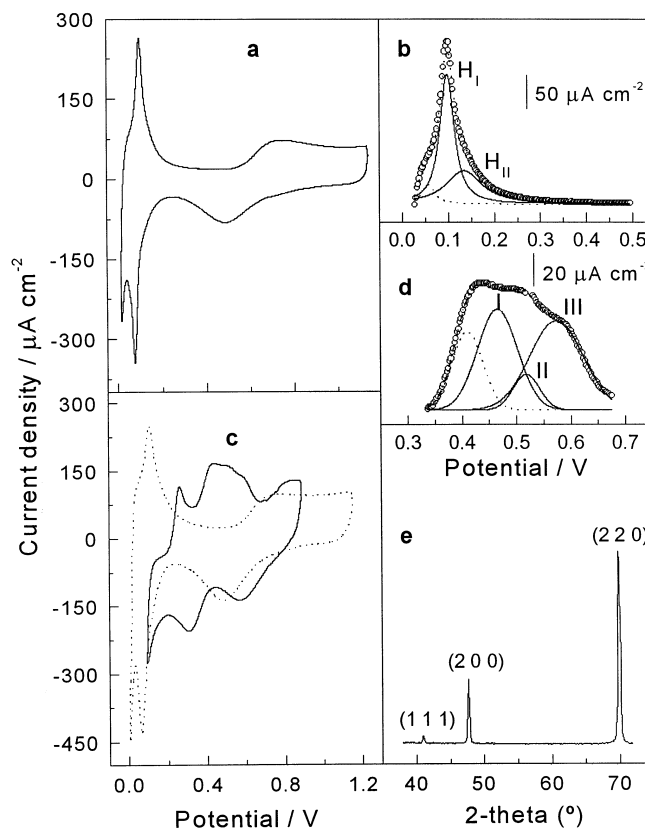 Current density / µA cm⁻²
300
150
0
-150
-300
a
b
H_I
H_II
50 µA cm⁻²
0.0 0.1 0.2 0.3 0.4 0.5
d
20 µA cm⁻²
I
II
III
0.3 0.4 0.5 0.6 0.7
Potential / V
300
150
0
-150
-300
-450
c
0.0 0.4 0.8 1.2
Potential / V
e
(1 1 1)
(2 0 0)
(2 2 0)
40 50 60 70
2-theta (º)